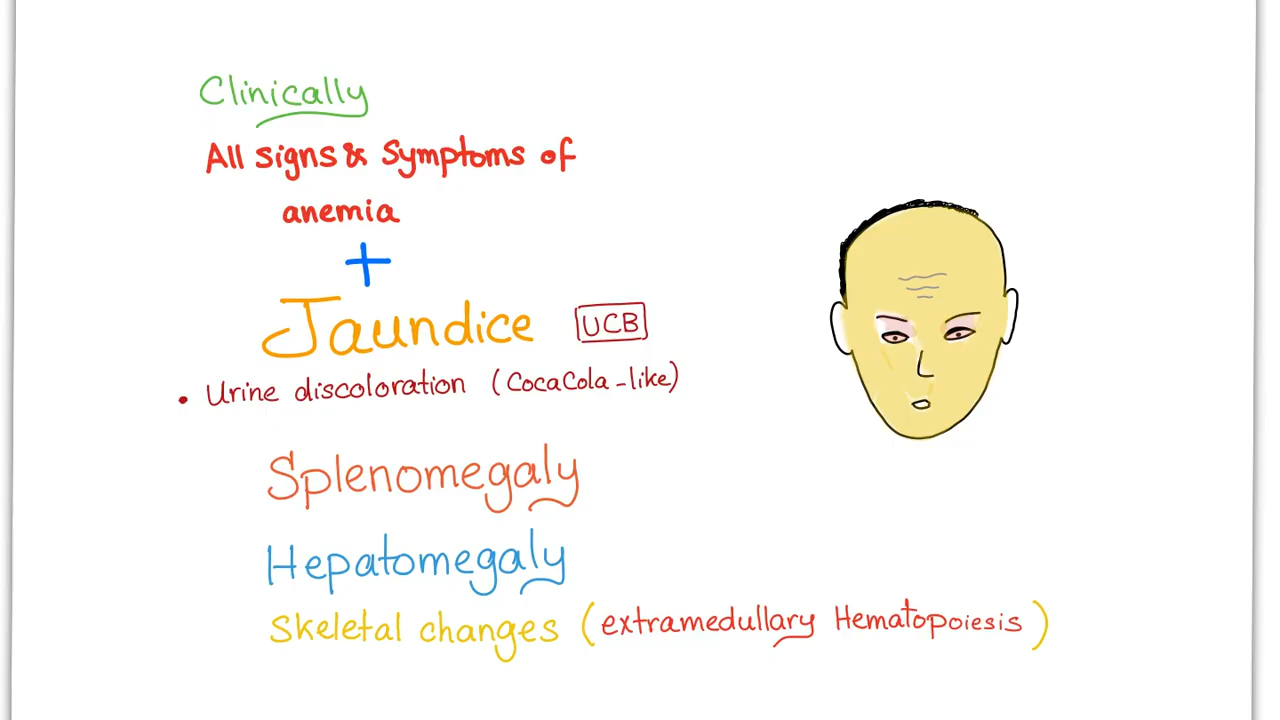 Clinically
All signs & Symptoms of
anemia
+
Jaundice UCB
• Urine discoloration (CocaCola-like)
Splenomegaly
Hepatomegaly
Skeletal changes (extramedullary Hematopoiesis)